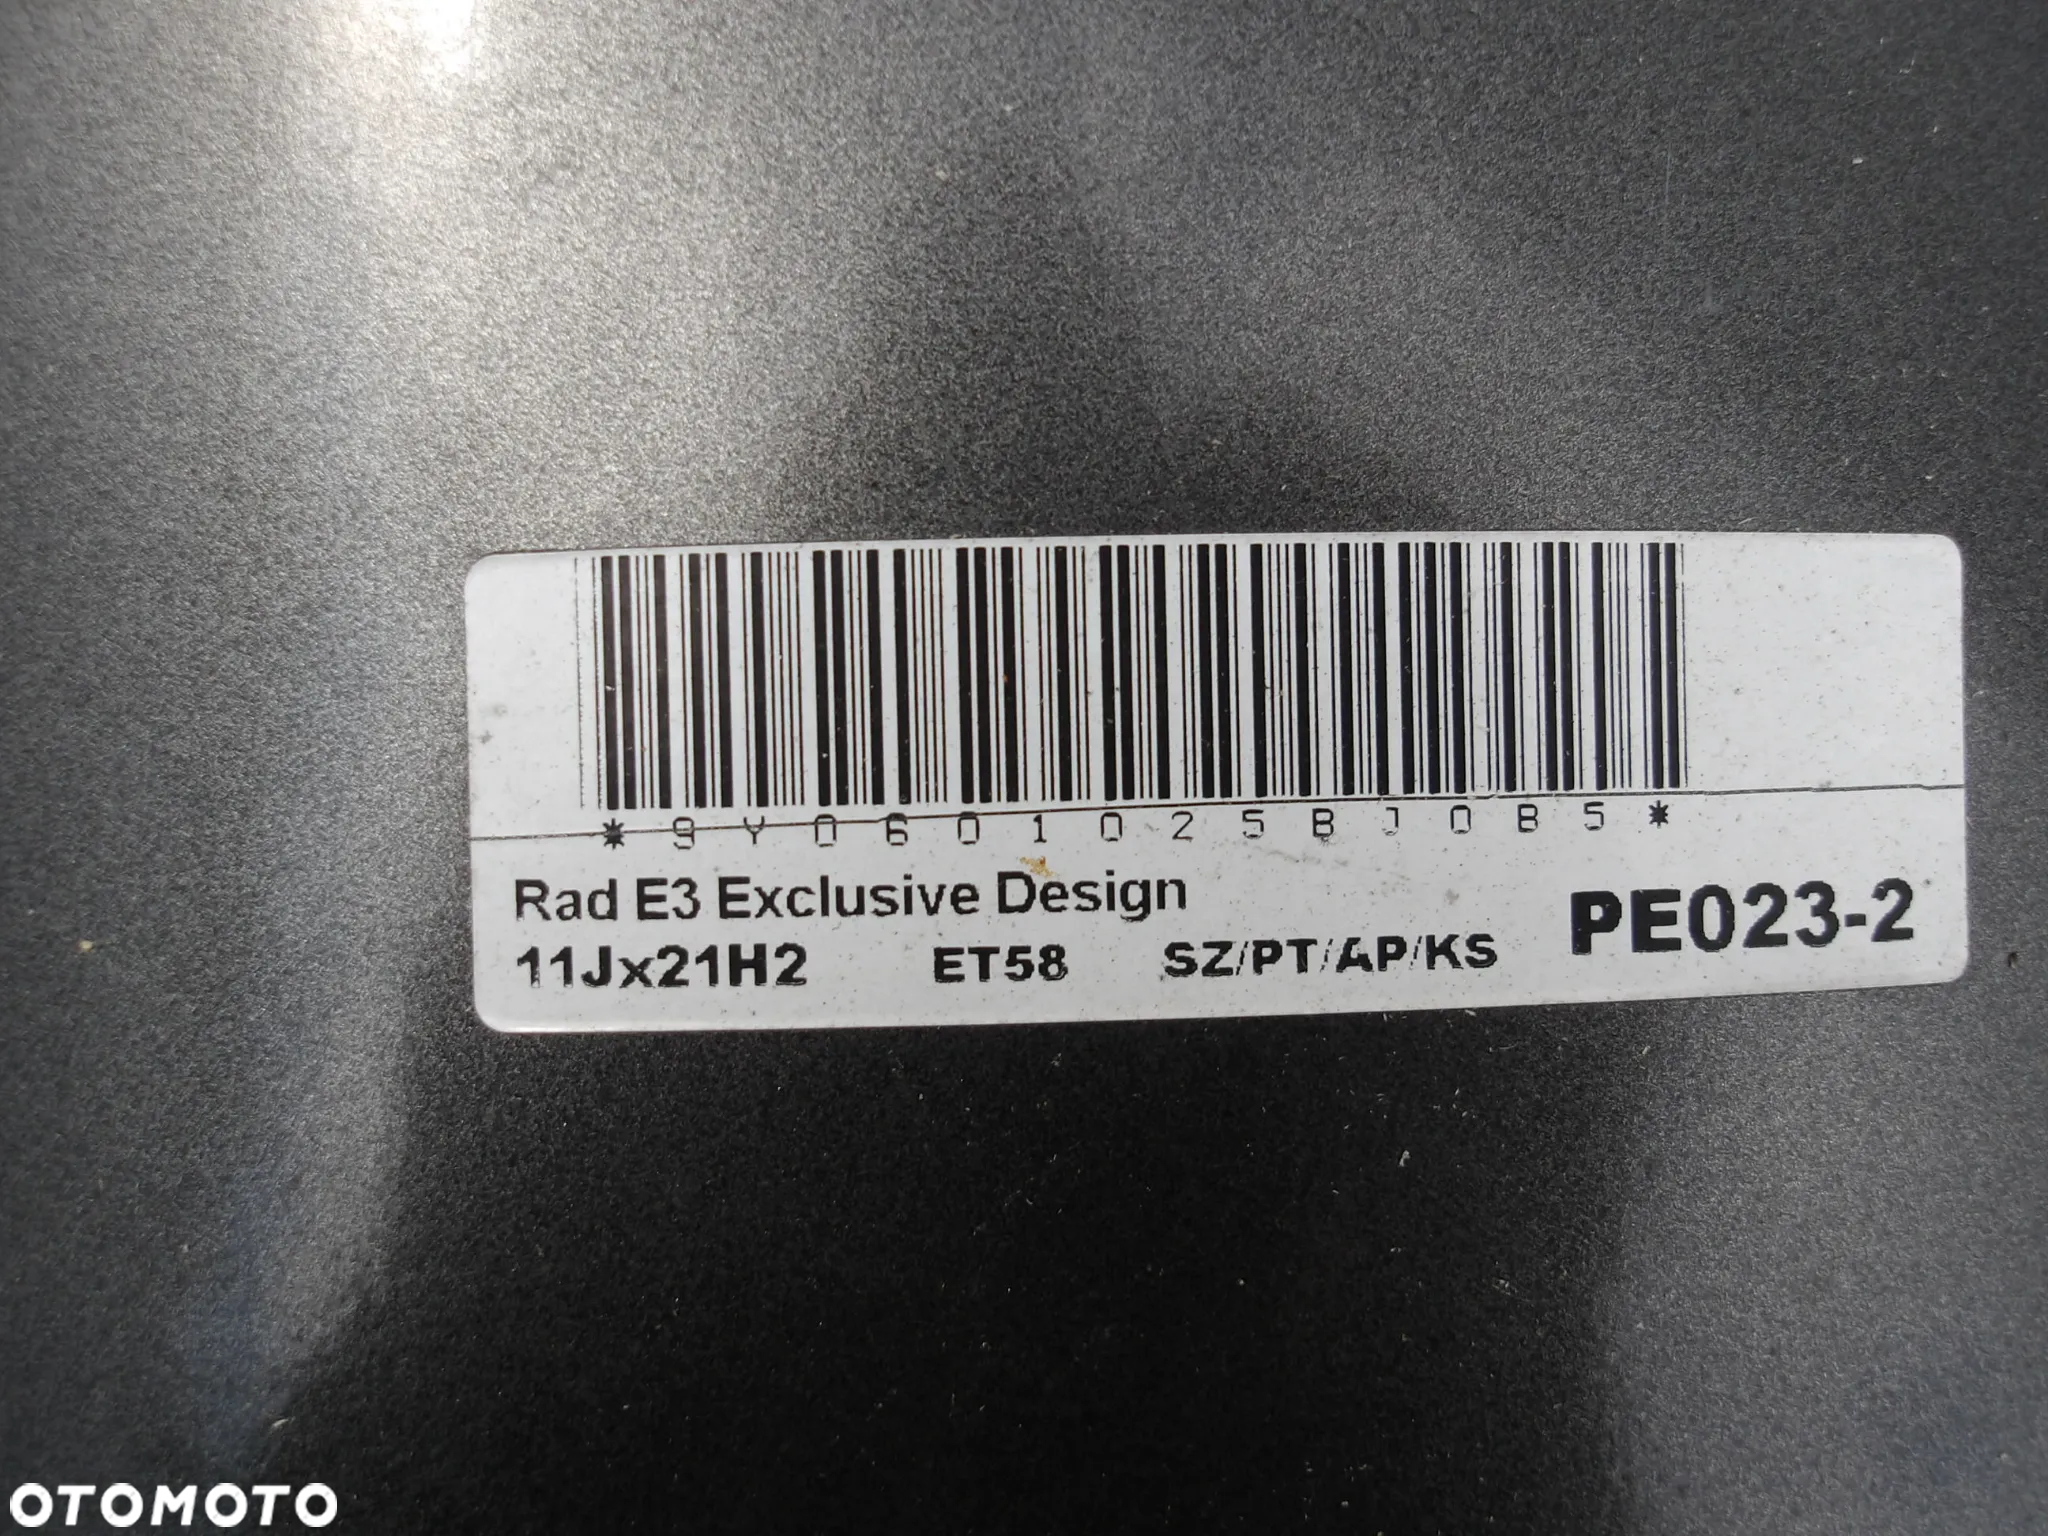 *9Y0601025BJ0B5*
Rad E3 Exclusive Design
11Jx21H2 ET58 SZ/PT/AP/KS PE023-2
OTOMOTO